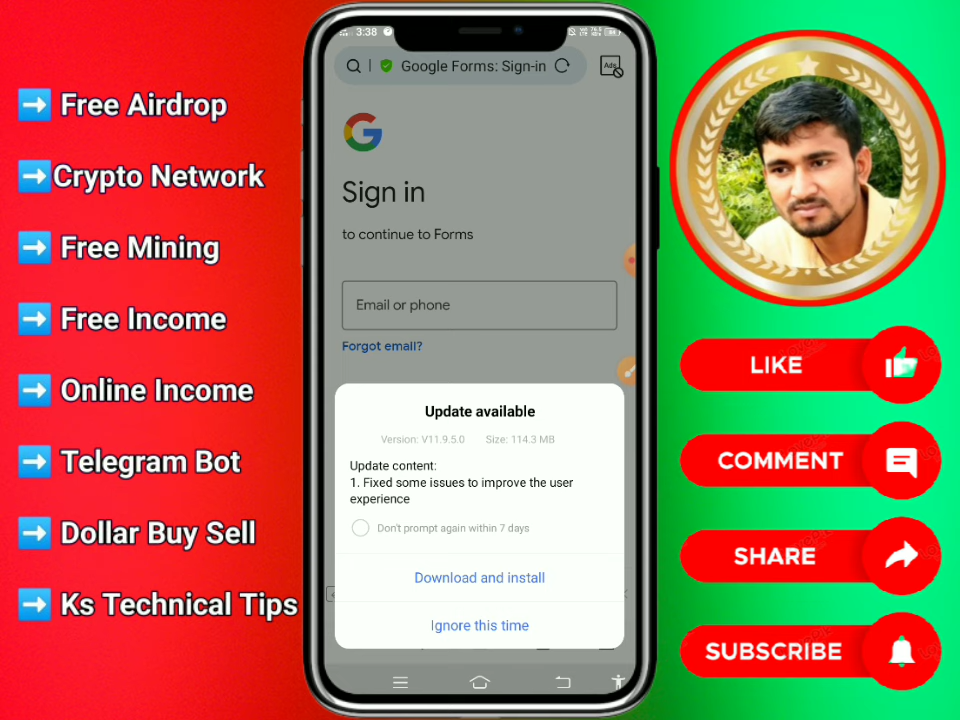 Free Airdrop
Crypto Network
Free Mining
Free Income
Online Income
Telegram Bot
Dollar Buy Sell
Ks Technical Tips
3:38
Google Forms: Sign-in
Ads
Sign in
to continue to Forms
Email or phone
Forgot email?
Update available
Version: V11.9.5.0 Size: 114.3 MB
Update content:
1. Fixed some issues to improve the user
experience
Don't prompt again within 7 days
Download and install
Ignore this time
LIKE
COMMENT
SHARE
SUBSCRIBE